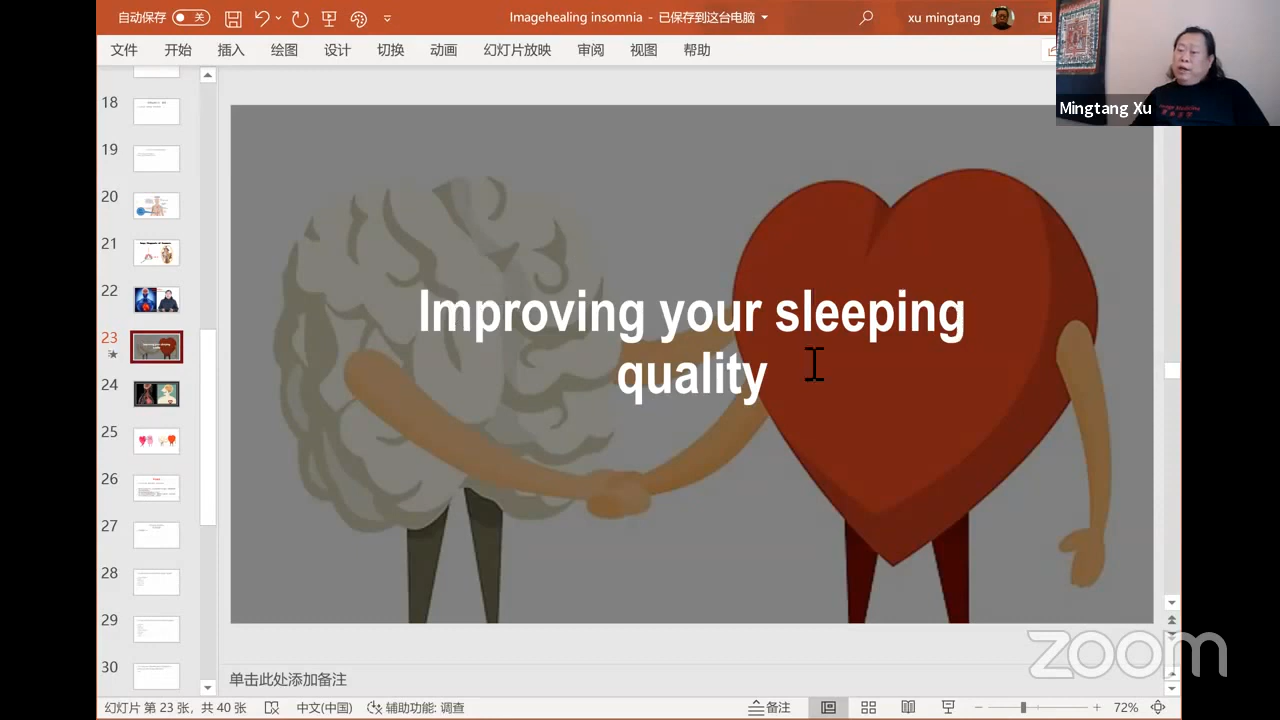 自动保存 关 Imagehealing insomnia - 已保存到这台电脑 xu mingtang
文件 开始 插入 绘图 设计 切换 动画 幻灯片放映 审阅 视图 帮助
Mingtang Xu
18
19
20
21
22
23
24
25
26
27
28
29
30
Improving your sleeping
quality
单击此处添加备注
zoom
幻灯片 第 23 张，共 40 张 中文(中国) 辅助功能: 调查 备注 72%